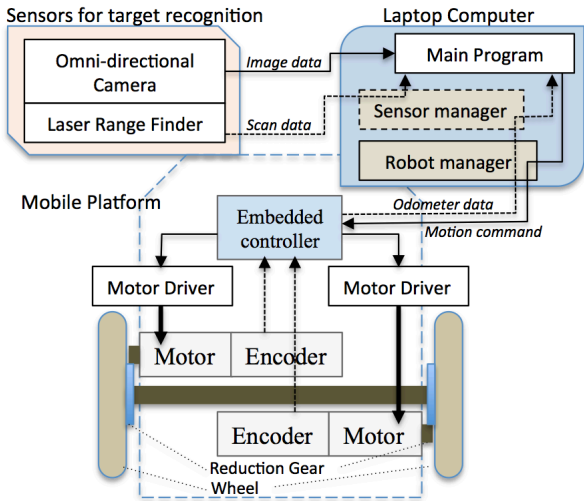 Sensors for target recognition
Omni-directional
Camera
Laser Range Finder
Image data
Scan data
Laptop Computer
Main Program
Sensor manager
Robot manager
Mobile Platform
Embedded
controller
Odometer data
Motion command
Motor Driver
Motor Driver
Motor
Encoder
Encoder
Motor
Reduction Gear
Wheel